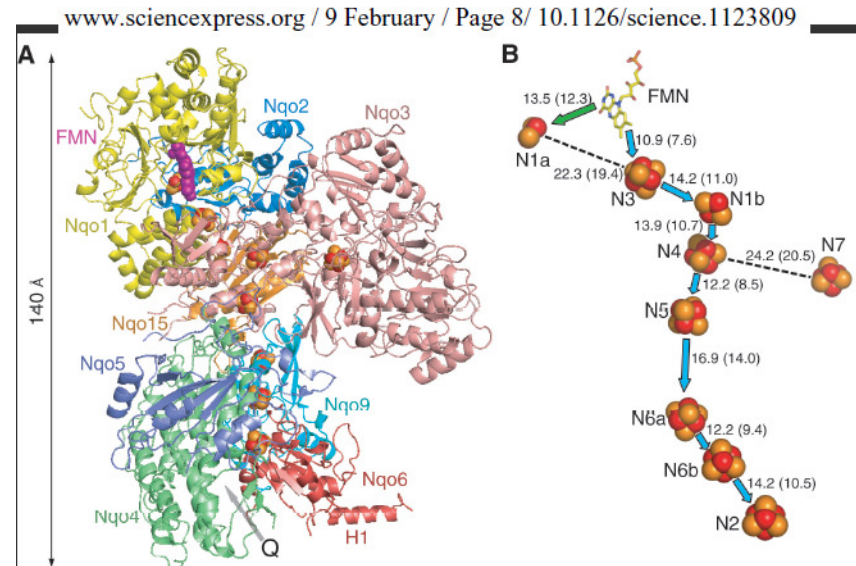 www.sciencexpress.org / 9 February / Page 8/ 10.1126/science.1123809
A
B
140 Å
FMN
Nqo2
Nqo3
Nqo1
Nqo15
Nqo5
Nqo9
Nqo6
Nqo4
Q
H1
13.5 (12.3)
FMN
N1a
10.9 (7.6)
22.3 (19.4)
14.2 (11.0)
N3
N1b
13.9 (10.7)
N7
N4
24.2 (20.5)
12.2 (8.5)
N5
16.9 (14.0)
N6a
12.2 (9.4)
N6b
14.2 (10.5)
N2